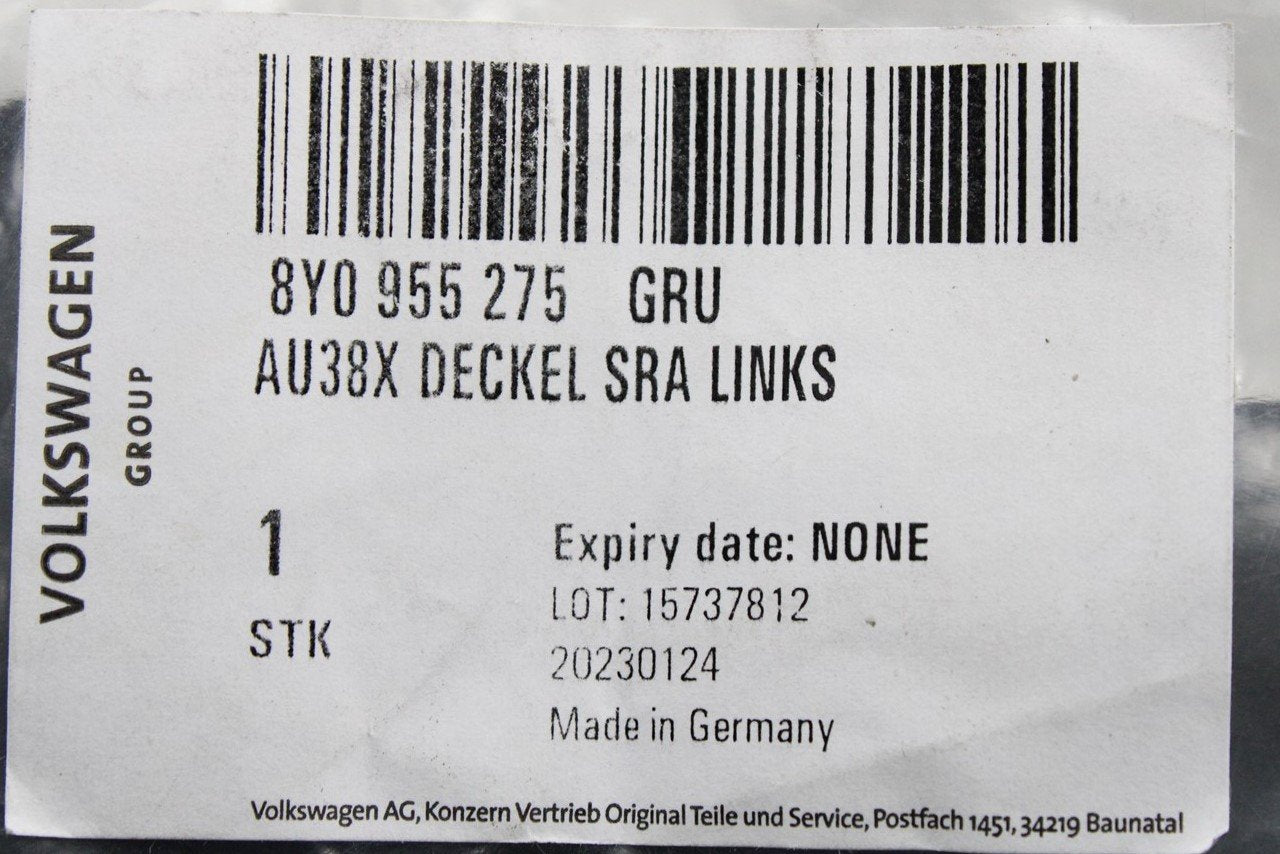 VOLKSWAGEN
GROUP
8Y0 955 275 GRU
AU38X DECKEL SRA LINKS
1
STK
Expiry date: NONE
LOT: 15737812
20230124
Made in Germany
Volkswagen AG, Konzern Vertrieb Original Teile und Service, Postfach 1451, 34219 Baunatal